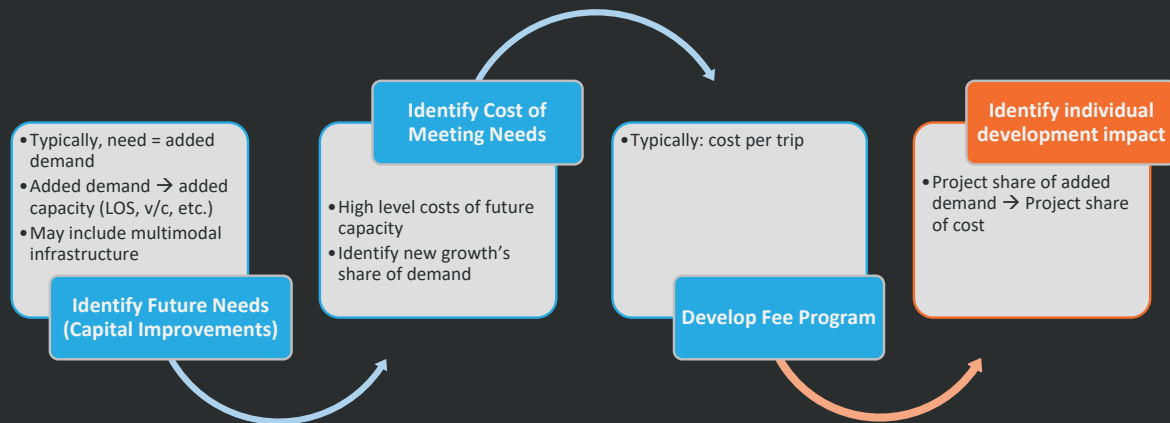 • Typically, need = added
demand
• Added demand → added
capacity (LOS, v/c, etc.)
• May include multimodal
infrastructure
Identify Future Needs
(Capital Improvements)
Identify Cost of
Meeting Needs
• High level costs of future
capacity
• Identify new growth’s
share of demand
• Typically: cost per trip
Develop Fee Program
Identify individual
development impact
• Project share of added
demand → Project share
of cost